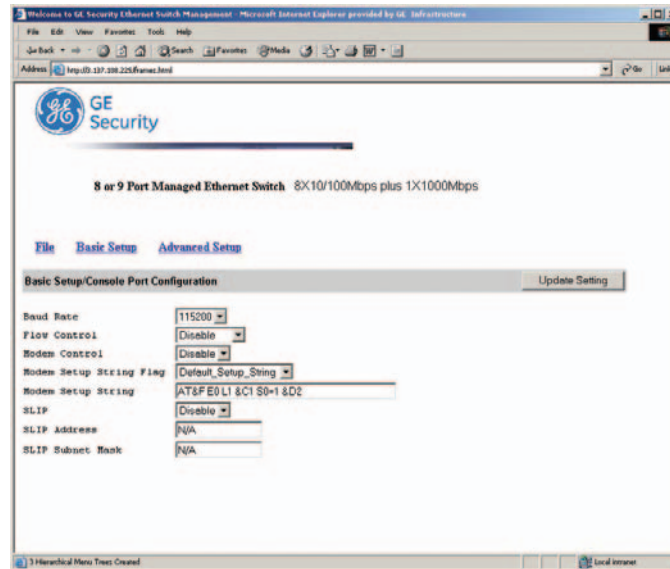 Welcome to GE Security Ethernet Switch Management - Microsoft Internet Explorer provided by GE Infrastructure
File Edit View Favorites Tools Help
Back Search Favorites Media
Address Go
GE
Security
8 or 9 Port Managed Ethernet Switch 8X10/100Mbps plus 1X1000Mbps
File Basic Setup Advanced Setup
Basic Setup/Console Port Configuration Update Setting
Baud Rate 115200
Flow Control Disable
Modem Control Disable
Modem Setup String Flag Default_Setup_String
Modem Setup String AT&F E0 L1 &C1 S0=1 &D2
SLIP Disable
SLIP Address N/A
SLIP Subnet Mask N/A
3 Hierarchical Menu Trees Created Local intranet